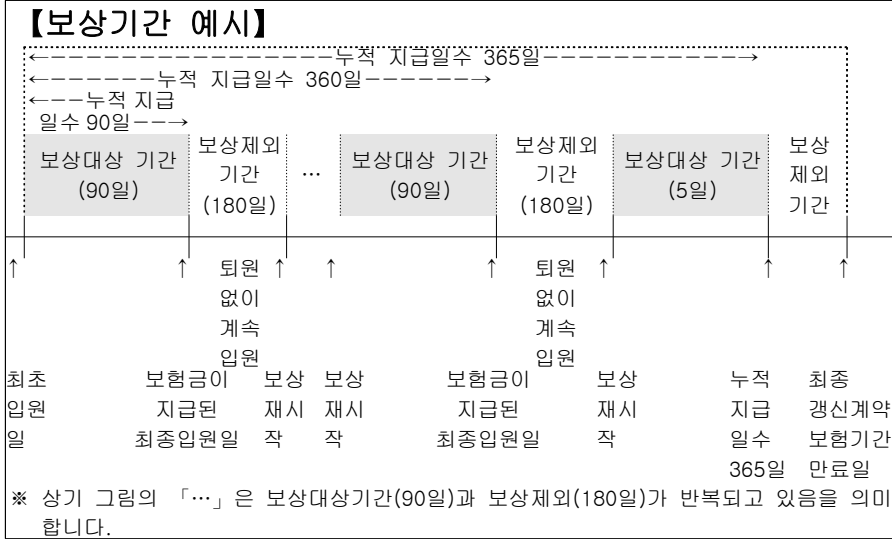 【보상기간 예시】
←−−−−−−−−−−−−−−−−누적 지급일수 365일−−−−−−−−−−−→
←−−−−−−누적 지급일수 360일−−−−−−→
←−−누적 지급
일수 90일−−→
보상대상 기간
(90일)
보상제외
기간
(180일)
…
보상대상 기간
(90일)
보상제외
기간
(180일)
보상대상 기간
(5일)
보상
제외
기간
↑ ↑ ↑ ↑ ↑ ↑ ↑ ↑
퇴원
없이
계속
입원
퇴원
없이
계속
입원
최초
입원
일
보험금이
지급된
최종입원일
보상
재시
작
보상
재시
작
보험금이
지급된
최종입원일
보상
재시
작
누적
지급
일수
365일
최종
갱신계약
보험기간
만료일
※ 상기 그림의 「…」은 보상대상기간(90일)과 보상제외(180일)가 반복되고 있음을 의미
합니다.